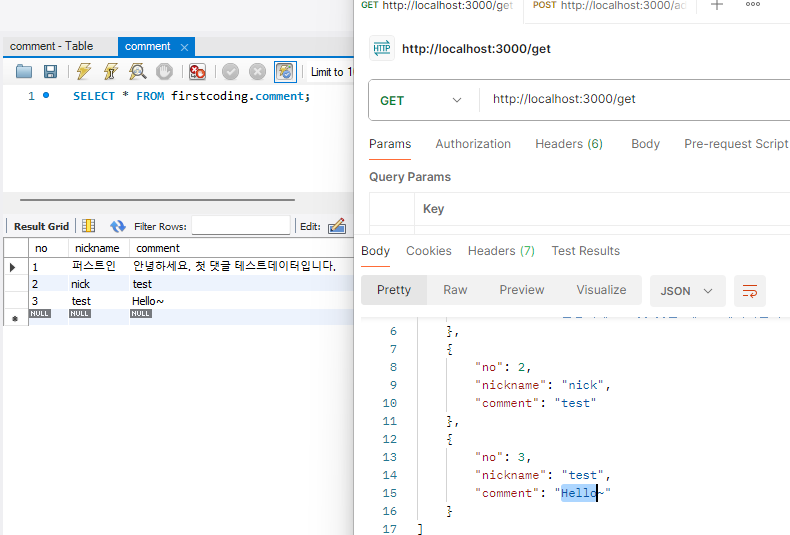 comment - Table
comment
Limit to 1
1
SELECT * FROM firstcoding.comment;
Result Grid
Filter Rows:
Edit:
no nickname comment
1 퍼스트인 안녕하세요. 첫 댓글 테스트데이터입니다.
2 nick test
3 test Hello~
NULL NULL NULL
GET http://localhost:3000/get
POST http://localhost:3000/ad
HTTP
http://localhost:3000/get
GET
http://localhost:3000/get
Params Authorization Headers (6) Body Pre-request Script
Query Params
Key
Body Cookies Headers (7) Test Results
Pretty Raw Preview Visualize JSON
6 },
7 {
8 "no": 2,
9 "nickname": "nick",
10 "comment": "test"
11 },
12 {
13 "no": 3,
14 "nickname": "test",
15 "comment": "Hello~"
16 }
17 ]